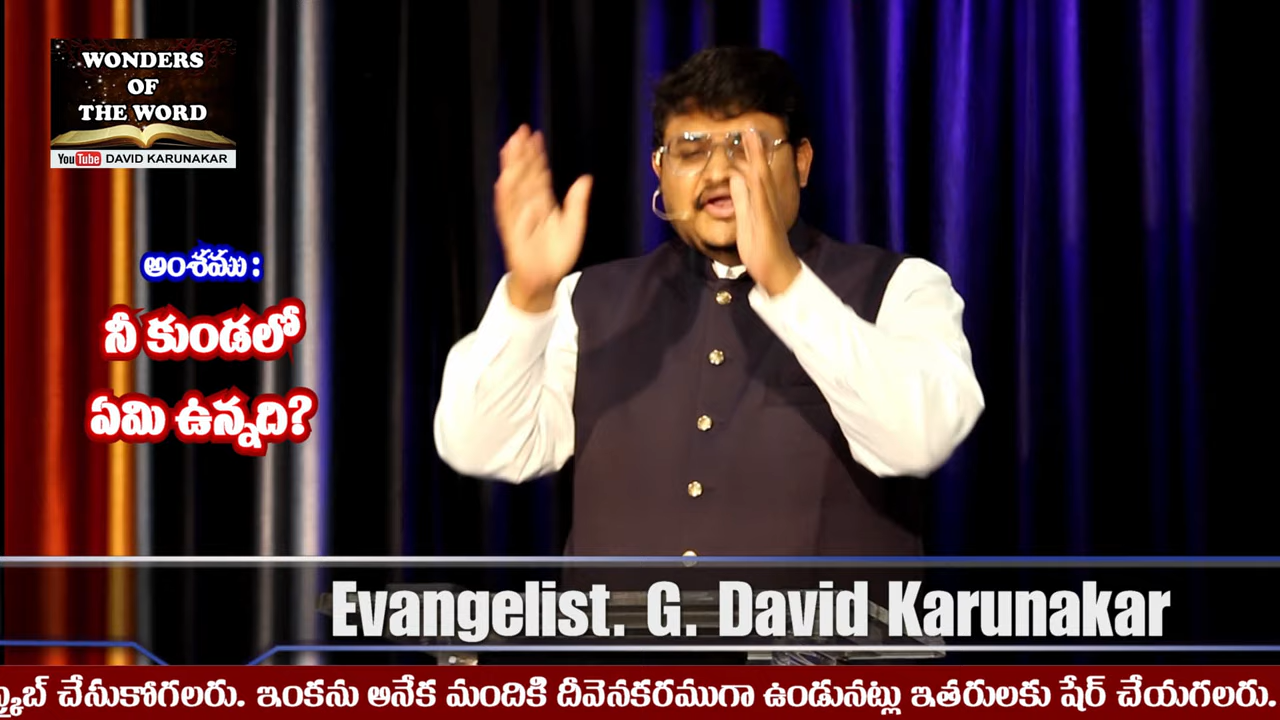 WONDERS
OF
THE WORD
YouTube DAVID KARUNAKAR
అంశము :
నీ కుండలో
ఏమి ఉన్నది?
Evangelist. G. David Karunakar
చేసుకోగలరు. ఇంకను అనేక మందికి దీవెనకరముగా ఉండునట్లు ఇతరులకు షేర్ చేయగలరు.